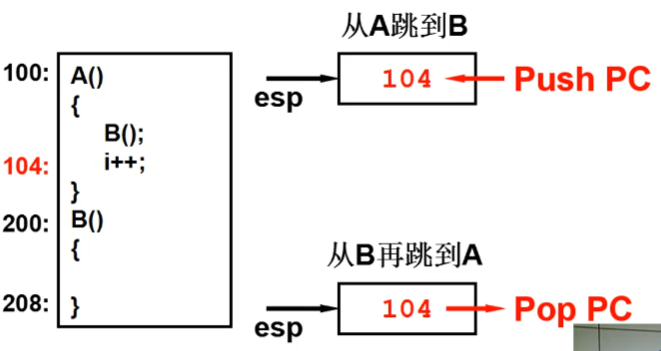 从A跳到B
100: A()
{
B();
104: i++;
}
200: B()
{
208: }
esp 104 Push PC
从B再跳到A
esp 104 Pop PC